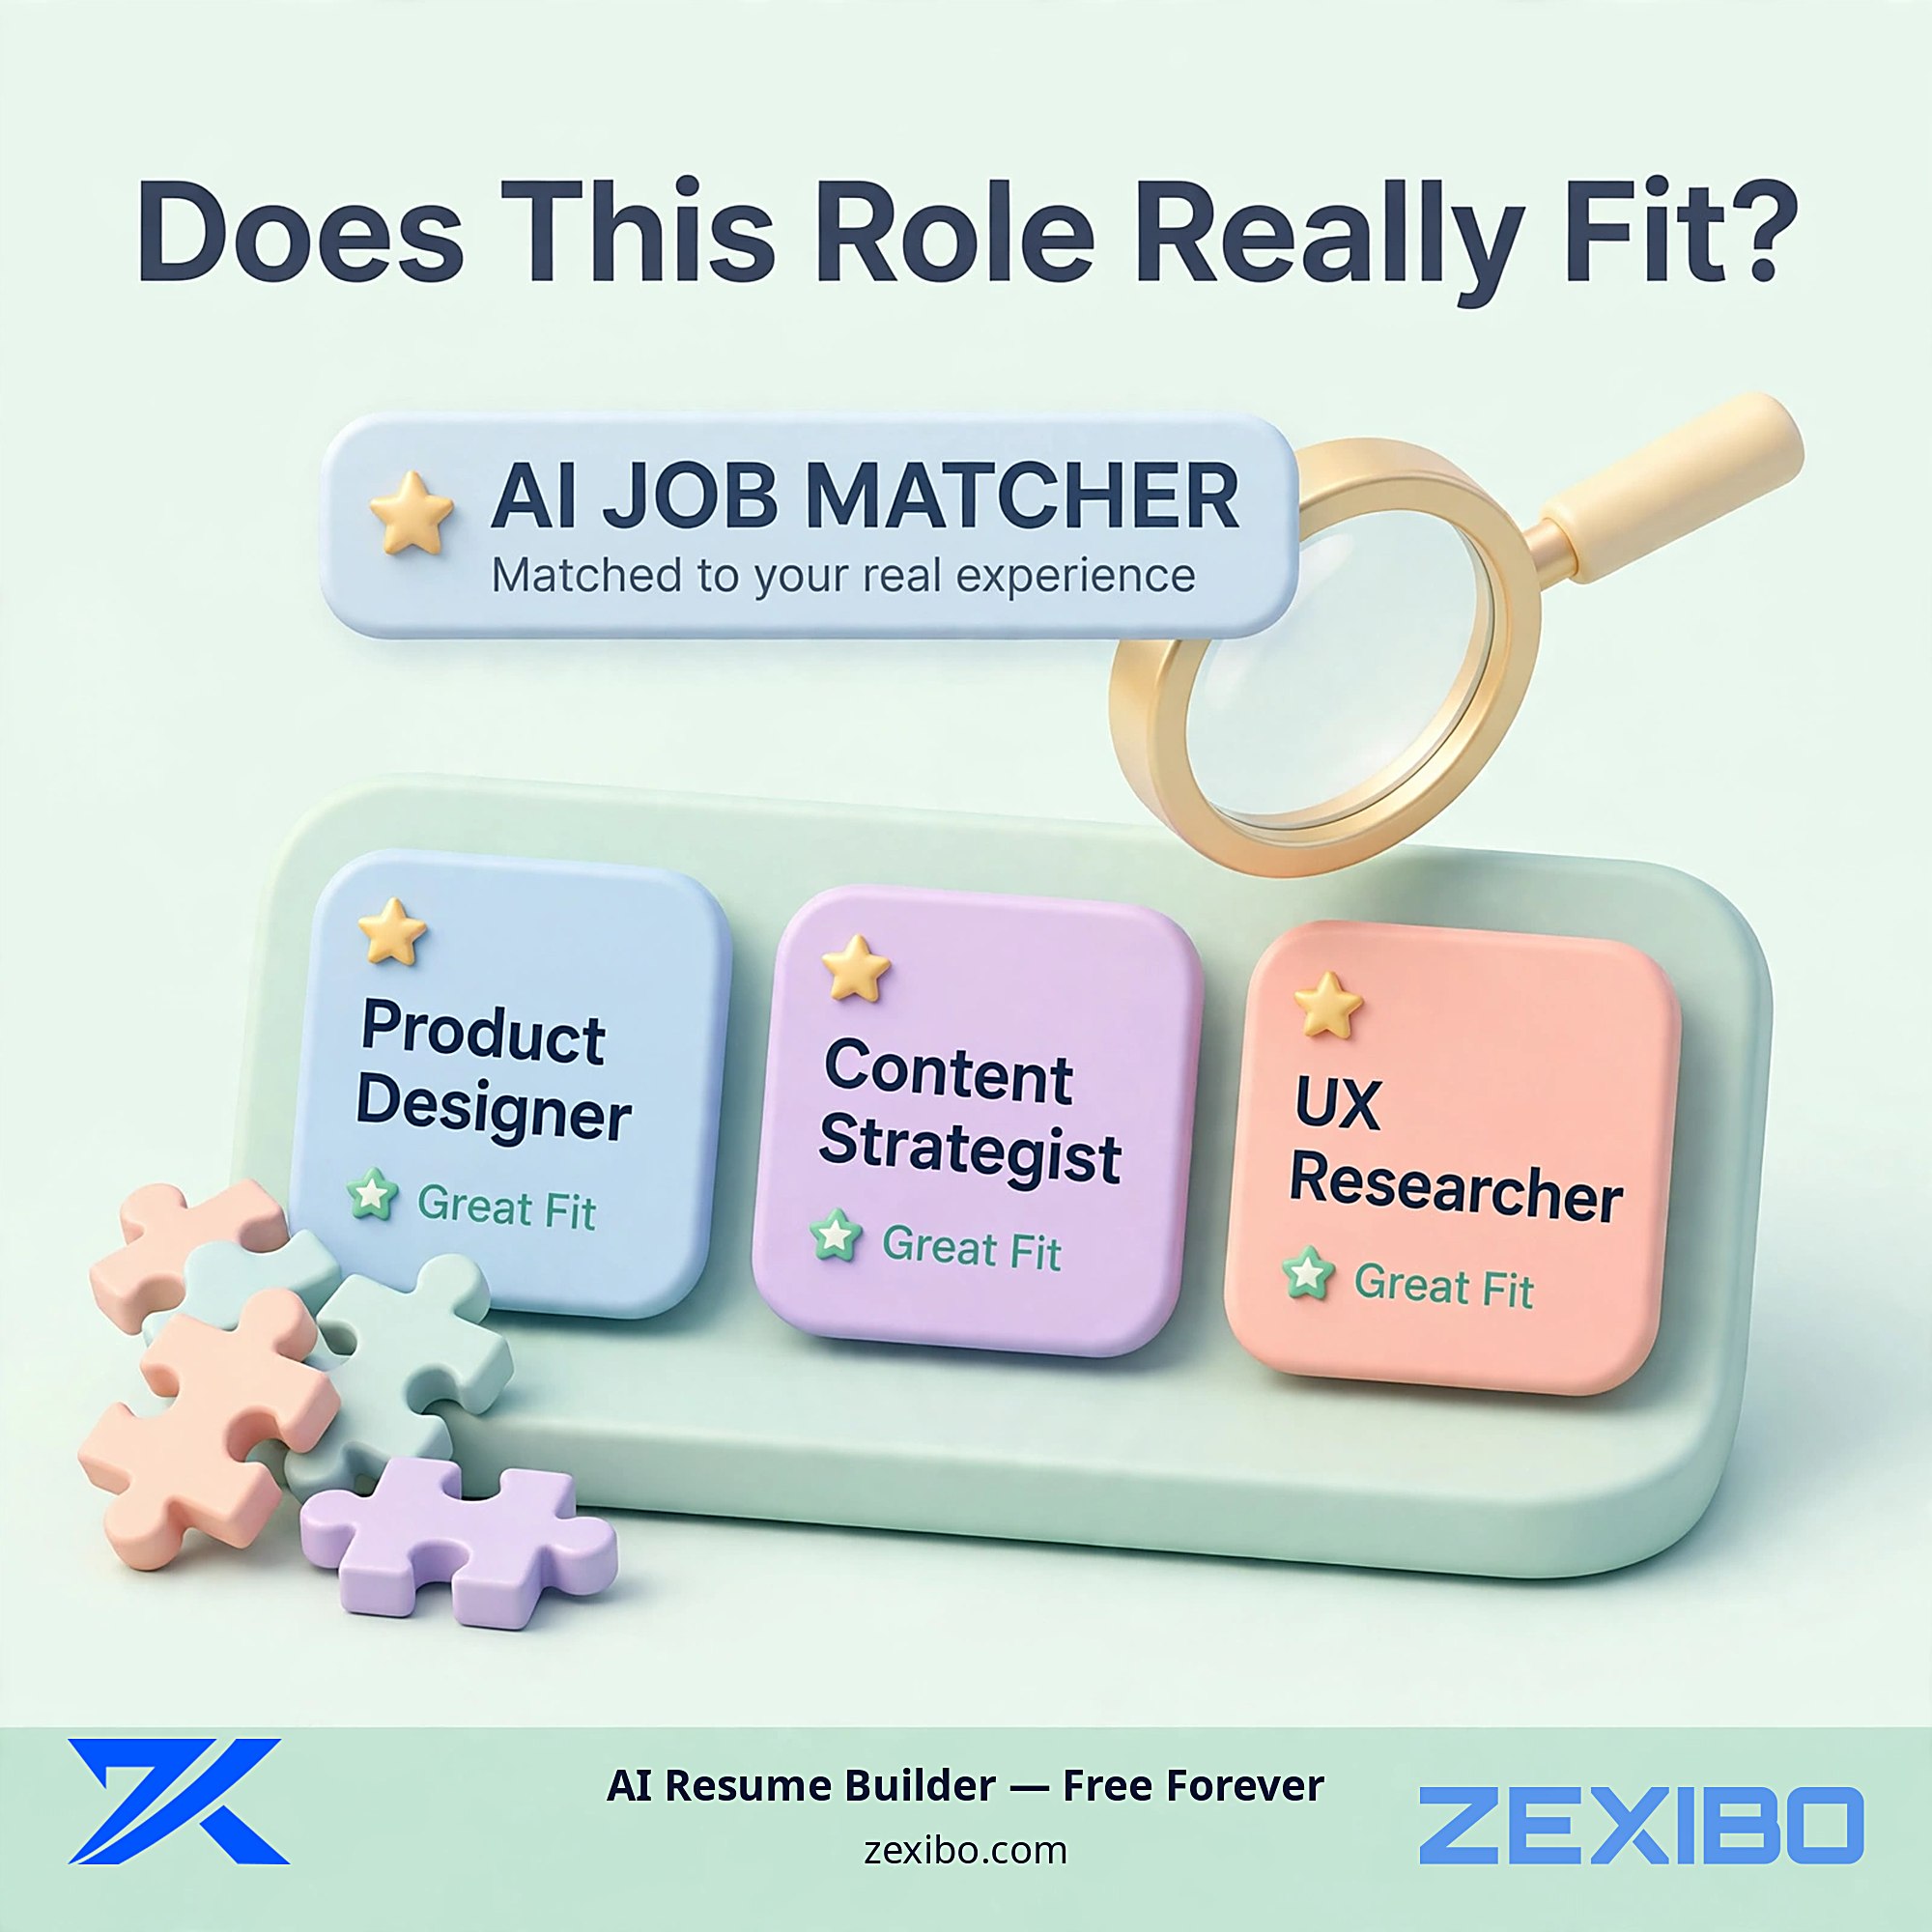 Does This Role Really Fit?
AI JOB MATCHER
Matched to your real experience
Product
Designer
Great Fit
Content
Strategist
Great Fit
UX
Researcher
Great Fit
AI Resume Builder — Free Forever
zexibo.com
ZEXIBO